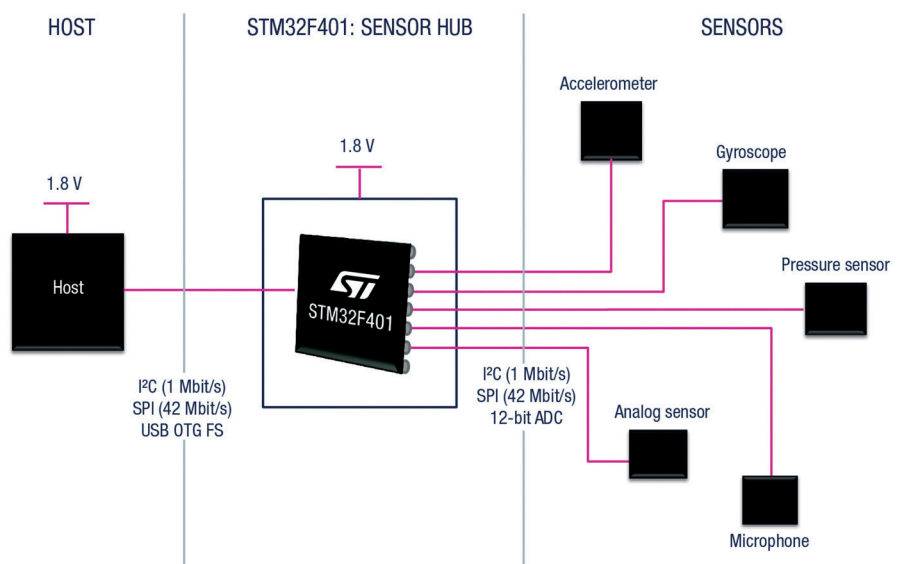 HOST
STM32F401: SENSOR HUB
SENSORS
Accelerometer
Gyroscope
1.8 V
1.8 V
Pressure sensor
Host
ST
STM32F401
I²C (1 Mbit/s)
SPI (42 Mbit/s)
USB OTG FS
I²C (1 Mbit/s)
SPI (42 Mbit/s)
12-bit ADC
Analog sensor
Microphone